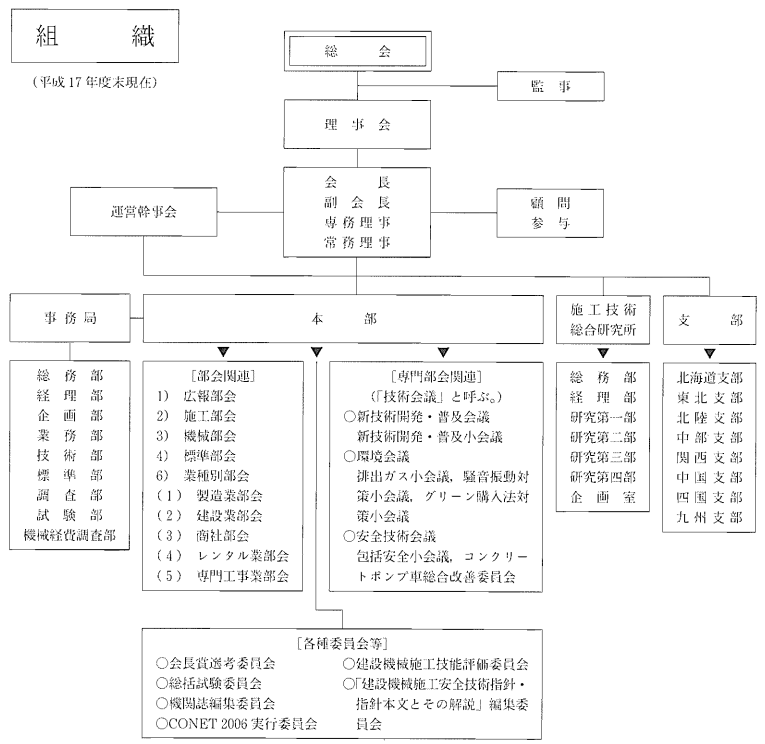 組織
(平成 17 年度末現在)
総会
監事
理事会
会長
副会長
専務理事
常務理事
運営幹事会
顧問
参与
事務局
本部
施工技術
総合研究所
支部
総務部
経理部
企画部
業務部
技術部
標準部
調査部
試験部
機械経費調査部
[部会関連]
1) 広報部会
2) 施工部会
3) 機械部会
4) 標準部会
6) 業種別部会
(1) 製造業部会
(2) 建設業部会
(3) 商社部会
(4) レンタル業部会
(5) 専門工事業部会
[専門部会関連]
(「技術会議」と呼ぶ。)
○新技術開発・普及会議
新技術開発・普及小会議
○環境会議
排出ガス小会議，騒音振動対
策小会議，グリーン購入法対
策小会議
○安全技術会議
包括安全小会議，コンクリー
トポンプ車総合改善委員会
総務部
経理部
研究第一部
研究第二部
研究第三部
研究第四部
企画室
北海道支部
東北支部
北陸支部
中部支部
関西支部
中国支部
四国支部
九州支部
[各種委員会等]
○会長賞選考委員会
○総括試験委員会
○機関誌編集委員会
○CONET 2006 実行委員会
○建設機械施工技能評価委員会
○「建設機械施工安全技術指針・
指針本文とその解説」編集委
員会